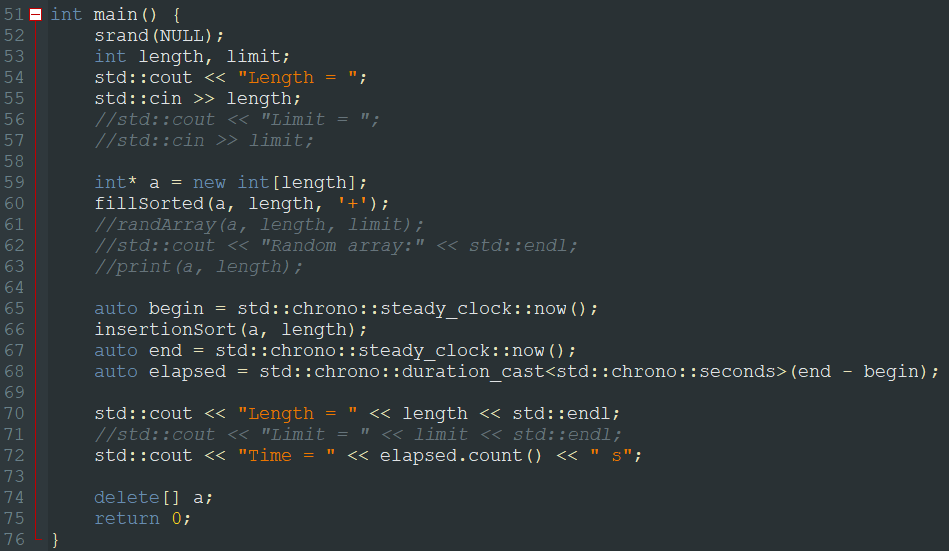 51 int main() {
52     srand(NULL);
53     int length, limit;
54     std::cout << "Length = ";
55     std::cin >> length;
56     //std::cout << "Limit = ";
57     //std::cin >> limit;
58
59     int* a = new int[length];
60     fillSorted(a, length, '+');
61     //randArray(a, length, limit);
62     //std::cout << "Random array:" << std::endl;
63     //print(a, length);
64
65     auto begin = std::chrono::steady_clock::now();
66     insertionSort(a, length);
67     auto end = std::chrono::steady_clock::now();
68     auto elapsed = std::chrono::duration_cast<std::chrono::seconds>(end - begin);
69
70     std::cout << "Length = " << length << std::endl;
71     //std::cout << "Limit = " << limit << std::endl;
72     std::cout << "Time = " << elapsed.count() << " s";
73
74     delete[] a;
75     return 0;
76 }